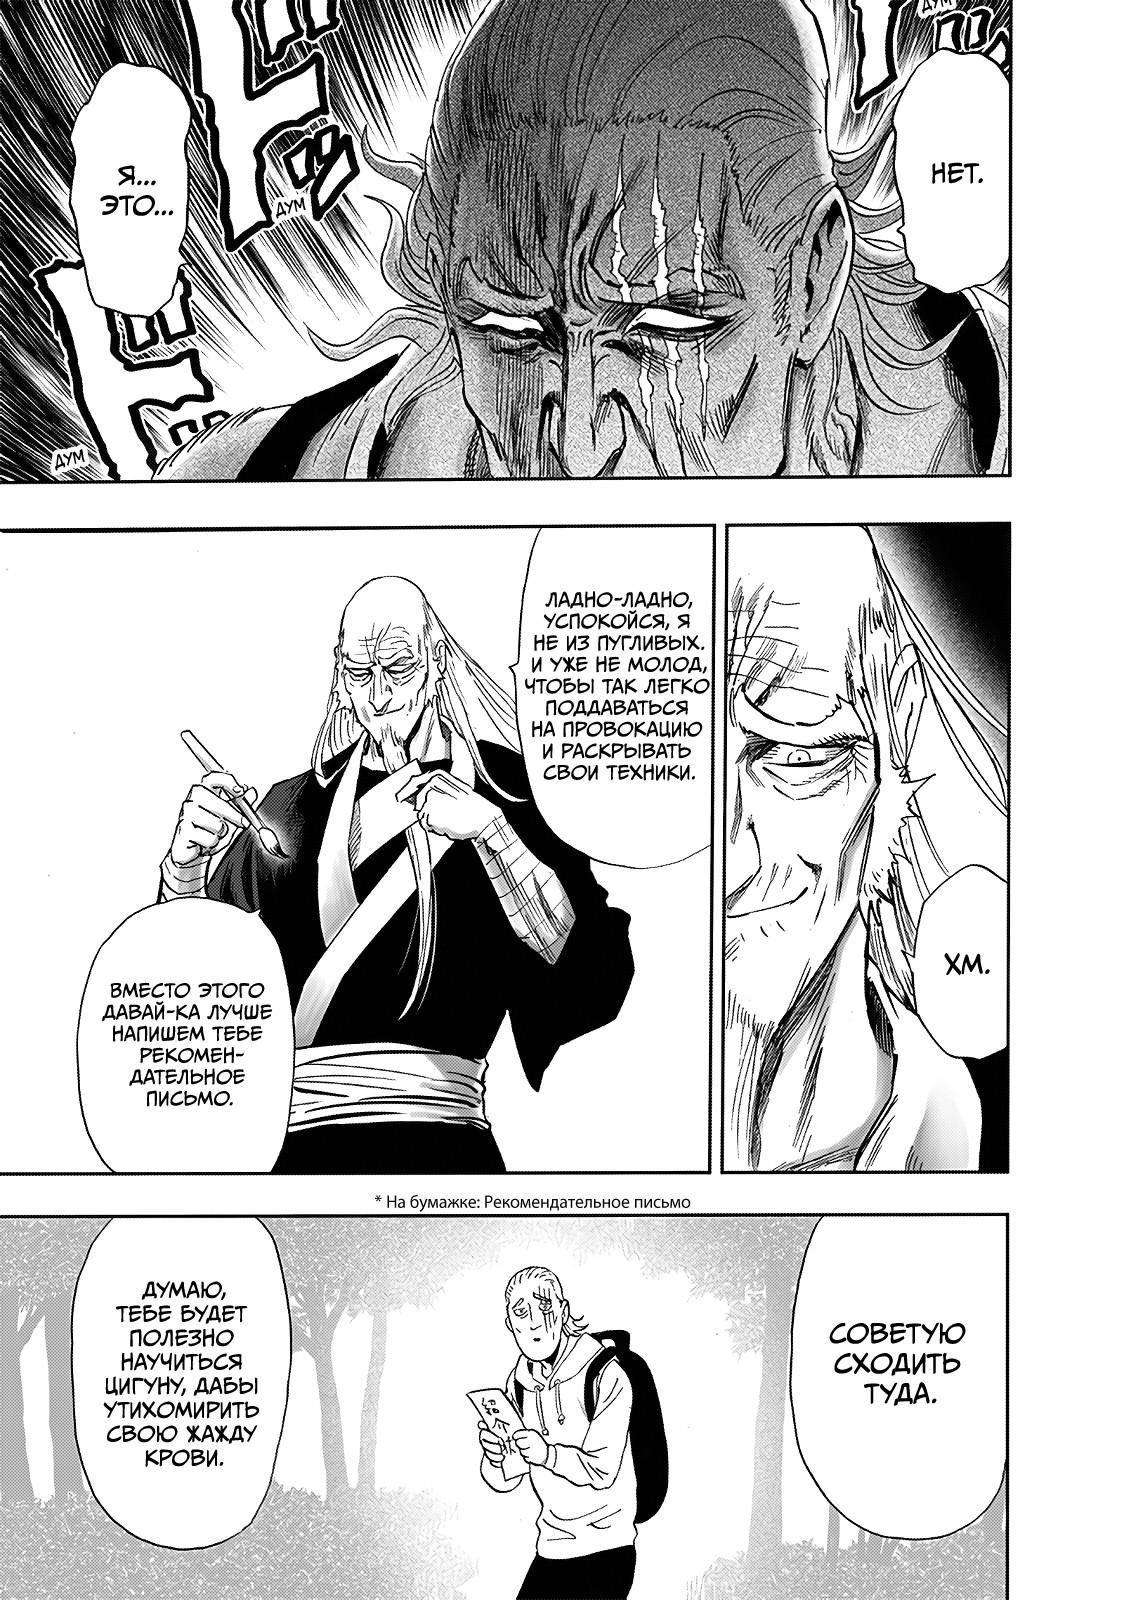 ДУМ
НЕТ.
Я...
ЭТО...
ДУМ
ДУМ
ХМ.
ЛАДНО-ЛАДНО,
УСПОКОЙСЯ, Я
НЕ ИЗ ПУГЛИВЫХ.
И УЖЕ НЕ МОЛОД,
ЧТОБЫ ТАК ЛЕГКО
ПОДДАВАТЬСЯ
НА ПРОВОКАЦИЮ
И РАСКРЫВАТЬ
СВОИ ТЕХНИКИ.
ВМЕСТО ЭТОГО
ДАВАЙ-КА ЛУЧШЕ
НАПИШЕМ ТЕБЕ
РЕКОМЕН-
ДАТЕЛЬНОЕ
ПИСЬМО.
* На бумажке: Рекомендательное письмо
СОВЕТУЮ
СХОДИТЬ
ТУДА.
ДУМАЮ,
ТЕБЕ БУДЕТ
ПОЛЕЗНО
НАУЧИТЬСЯ
ЦИГУНУ, ДАБЫ
УТИХОМИРИТЬ
СВОЮ ЖАЖДУ
КРОВИ.